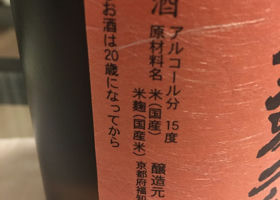 酒
アルコール分 15度
原材料名 米(国産)
米麹(国産米)
醸造元
京都府福知
お酒は20歳になってから